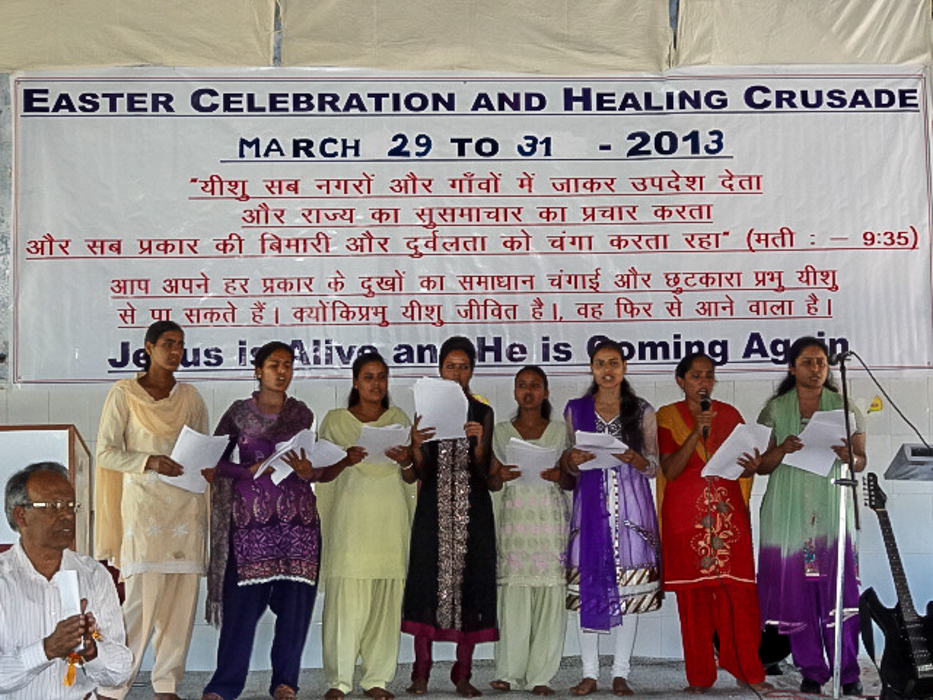 EASTER CELEBRATION AND HEALING CRUSADE
MARCH 29 TO 31 - 2013
"यीशु सब नगरों और गाँवों में जाकर उपदेश देता
और राज्य का सुसमाचार का प्रचार करता
और सब प्रकार की बिमारी और दुर्वलता को चंगा करता रहा" (मती : – 9:35)
आप अपने हर प्रकार के दुखों का समाधान चंगाई और छुटकारा प्रभु यीशु
से पा सकते हैं। क्योंकिप्रमु यीशु जीवित है।, वह फिर से आने वाला है।
Jesus is Alive and He is Coming Again